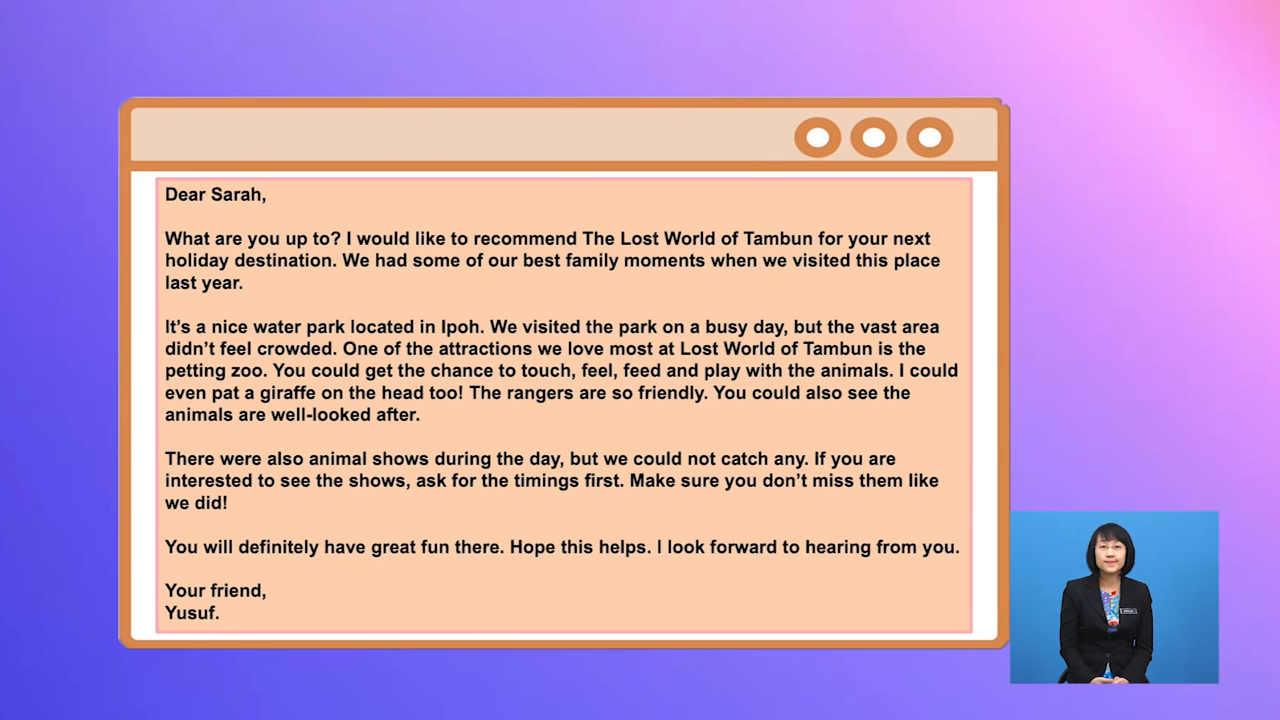 Dear Sarah,
What are you up to? I would like to recommend The Lost World of Tambun for your next
holiday destination. We had some of our best family moments when we visited this place
last year.
It's a nice water park located in Ipoh. We visited the park on a busy day, but the vast area
didn't feel crowded. One of the attractions we love most at Lost World of Tambun is the
petting zoo. You could get the chance to touch, feel, feed and play with the animals. I could
even pat a giraffe on the head too! The rangers are so friendly. You could also see the
animals are well-looked after.
There were also animal shows during the day, but we could not catch any. If you are
interested to see the shows, ask for the timings first. Make sure you don't miss them like
we did!
You will definitely have great fun there. Hope this helps. I look forward to hearing from you.
Your friend,
Yusuf.